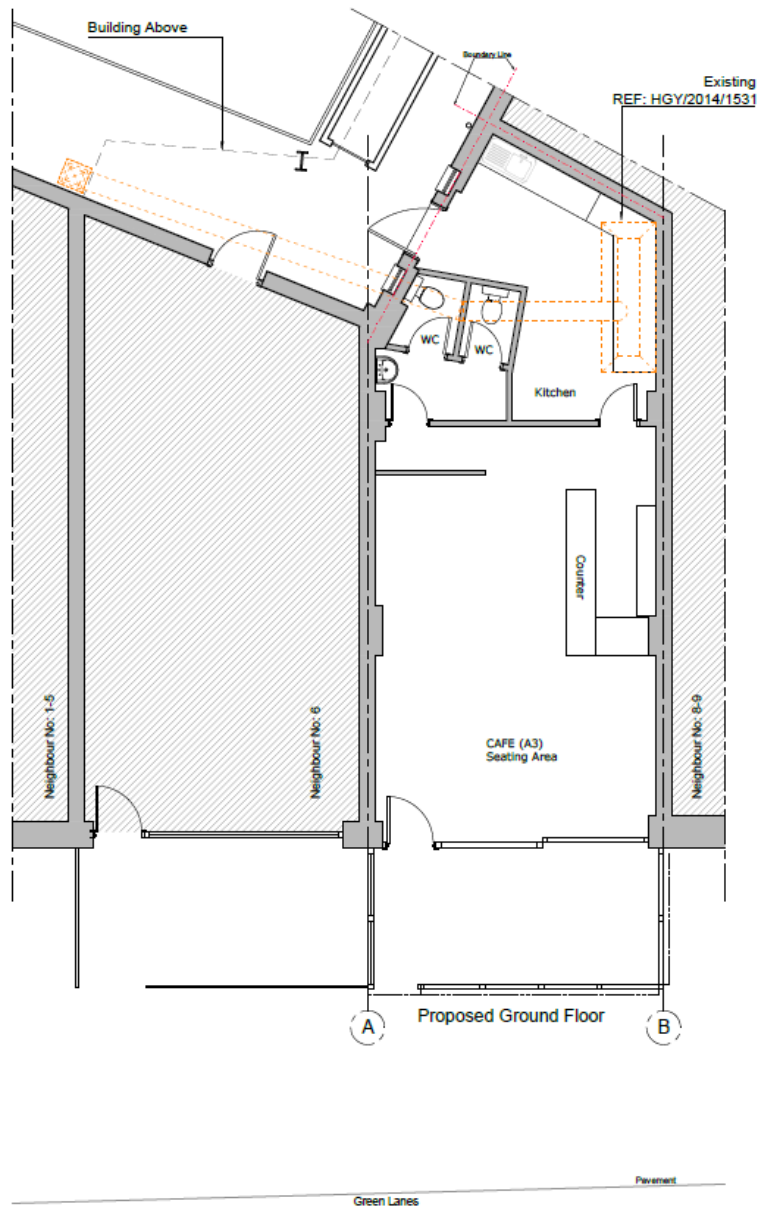 Building Above
Boundary Line
Existing
REF: HGY/2014/1531
WC
WC
Kitchen
Counter
Neighbour No: 1-5
Neighbour No: 6
CAFE (A3)
Seating Area
Neighbour No: 8-9
A
Proposed Ground Floor
B
Pavement
Green Lanes